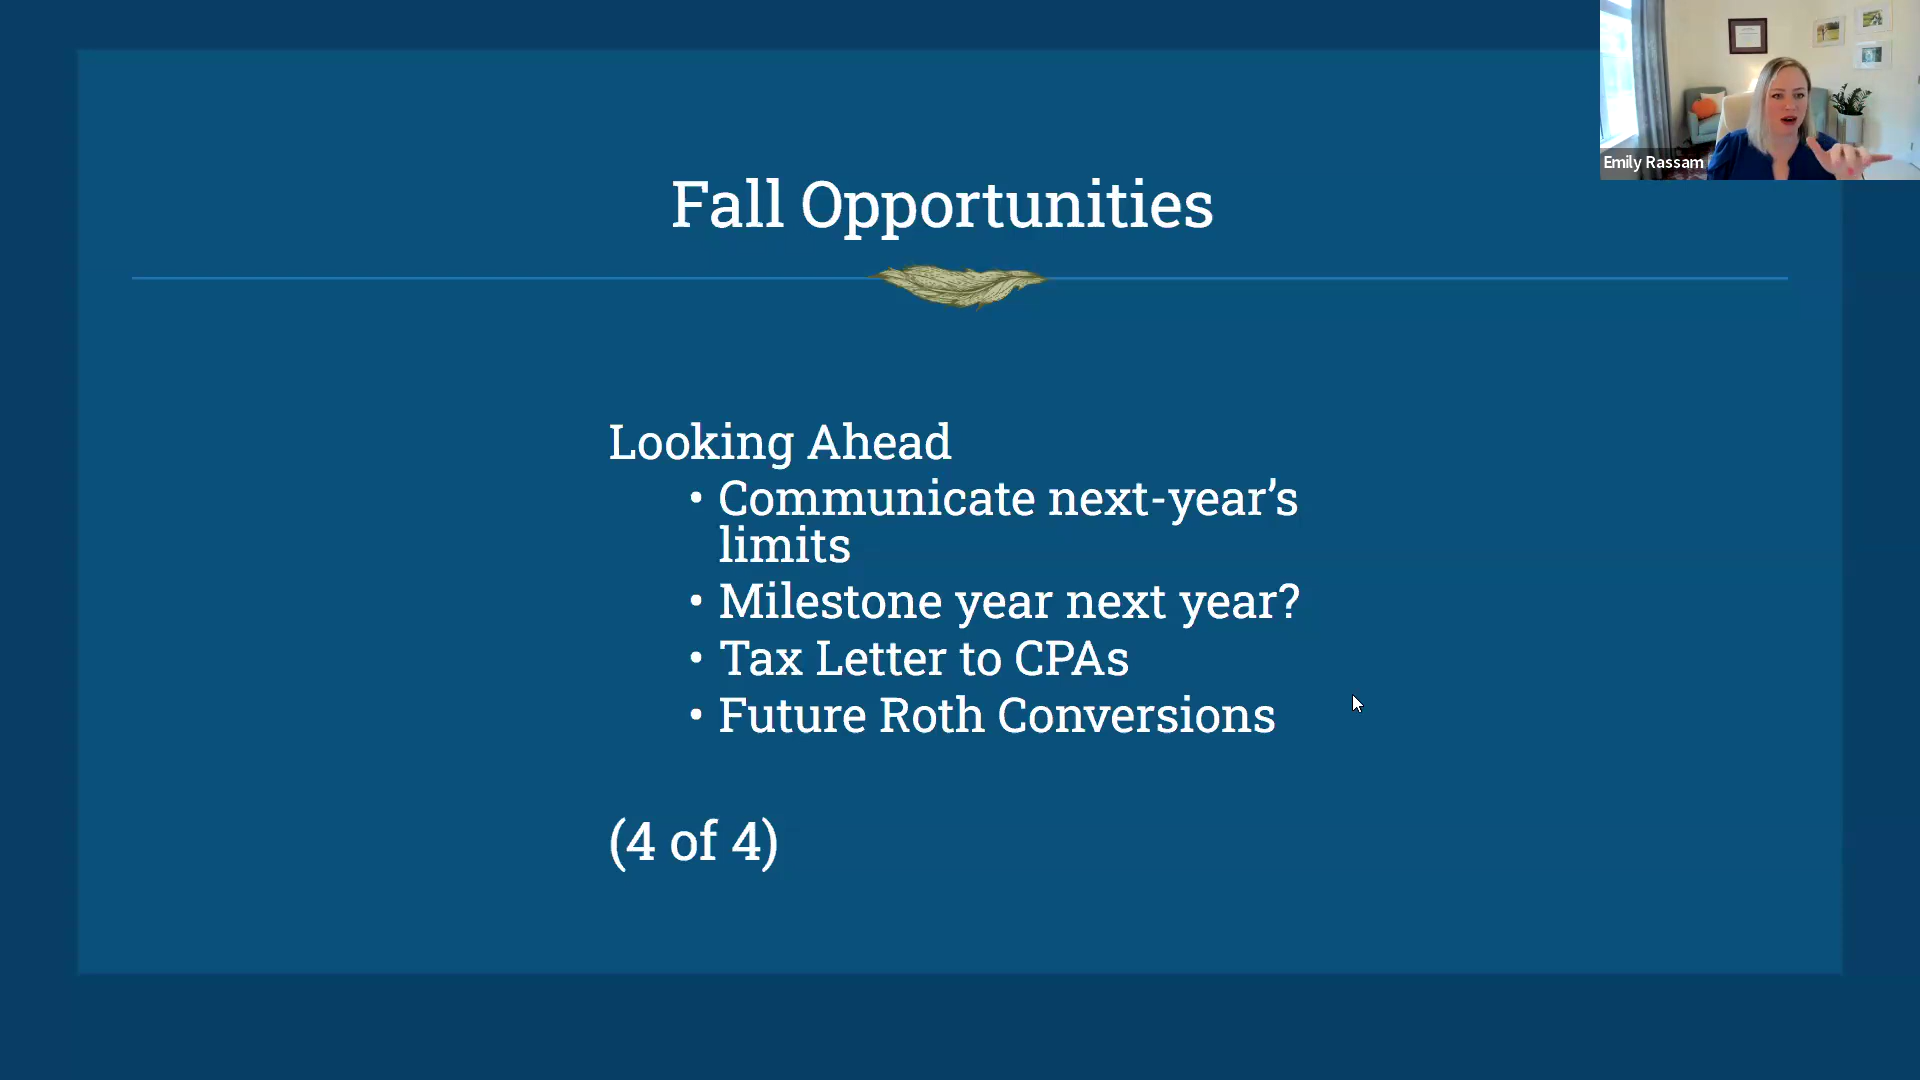 Emily Rassam
Fall Opportunities
Looking Ahead
• Communicate next-year’s
limits
• Milestone year next year?
• Tax Letter to CPAs
• Future Roth Conversions
(4 of 4)